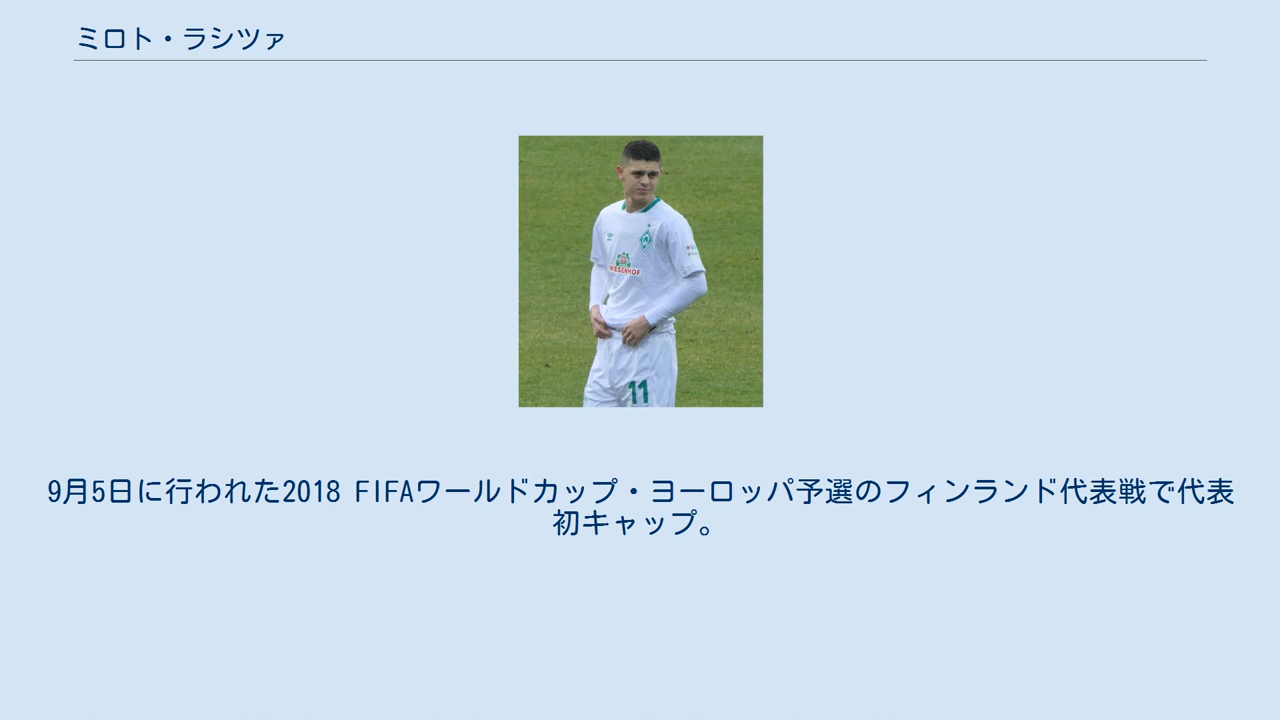 ミロト・ラシツァ
WIESENHOF
11
9月5日に行われた2018 FIFAワールドカップ・ヨーロッパ予選のフィンランド代表戦で代表
初キャップ。